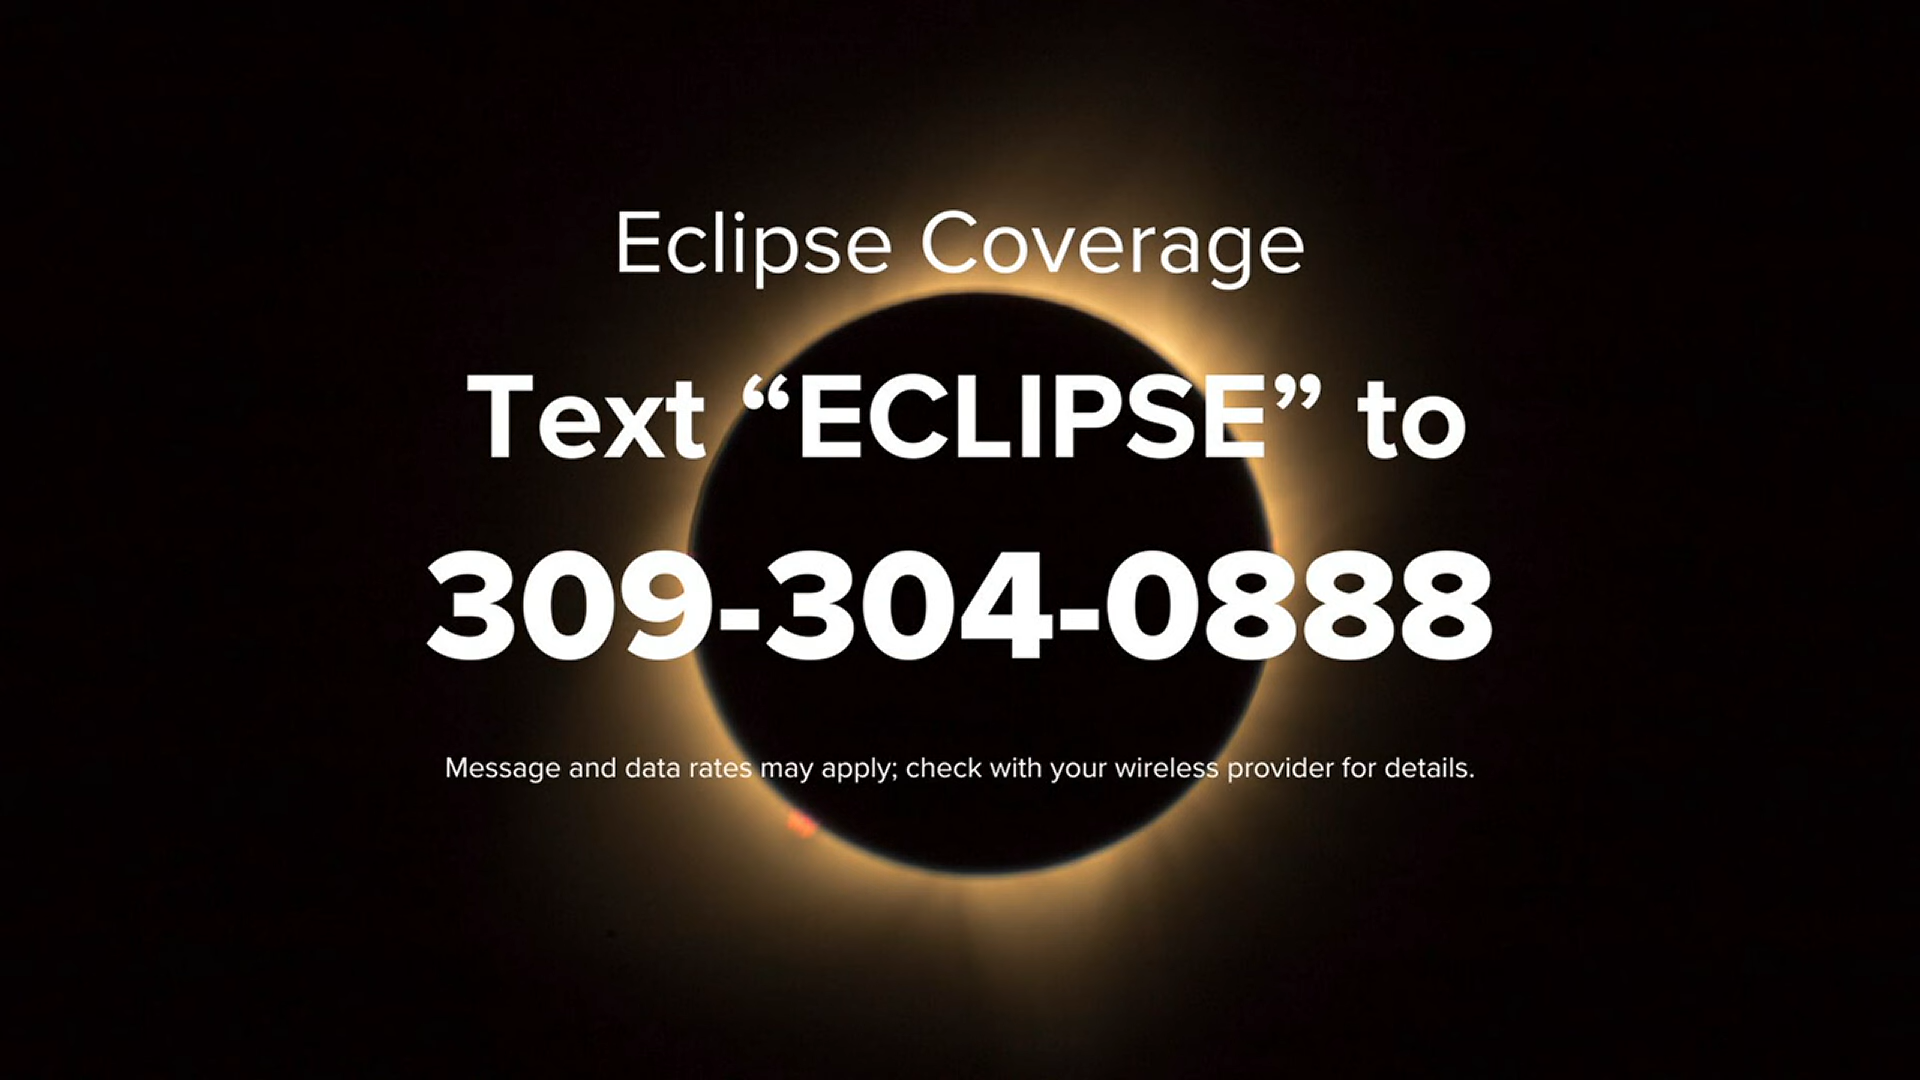 Eclipse Coverage
Text “ECLIPSE” to
309-304-0888
Message and data rates may apply; check with your wireless provider for details.